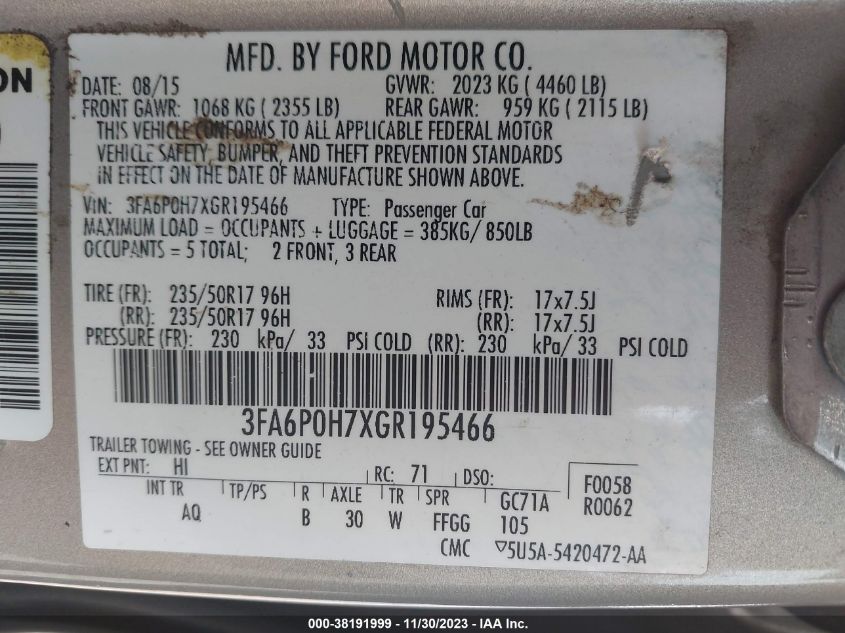 ON
MFD. BY FORD MOTOR CO.
DATE: 08/15 GVWR: 2023 KG ( 4460 LB)
FRONT GAWR: 1068 KG ( 2355 LB) REAR GAWR: 959 KG ( 2115 LB)
THIS VEHICLE CONFORMS TO ALL APPLICABLE FEDERAL MOTOR
VEHICLE SAFETY, BUMPER, AND THEFT PREVENTION STANDARDS
IN EFFECT ON THE DATE OF MANUFACTURE SHOWN ABOVE.
VIN: 3FA6P0H7XGR195466 TYPE: Passenger Car
MAXIMUM LOAD = OCCUPANTS + LUGGAGE = 385KG/ 850LB
OCCUPANTS = 5 TOTAL; 2 FRONT, 3 REAR
TIRE (FR): 235/50R17 96H RIMS (FR): 17x7.5J
(RR): 235/50R17 96H (RR): 17x7.5J
PRESSURE (FR): 230 kPa/ 33 PSI COLD (RR): 230 kPa/ 33 PSI COLD
3FA6P0H7XGR195466
TRAILER TOWING - SEE OWNER GUIDE
EXT PNT: HI RC: 71 DSO: F0058
INT TR TP/PS R AXLE TR SPR GC71A R0062
AQ B 30 W FFGG 105
CMC ▽5U5A-5420472-AA
000-38191999 - 11/30/2023 - IAA Inc.